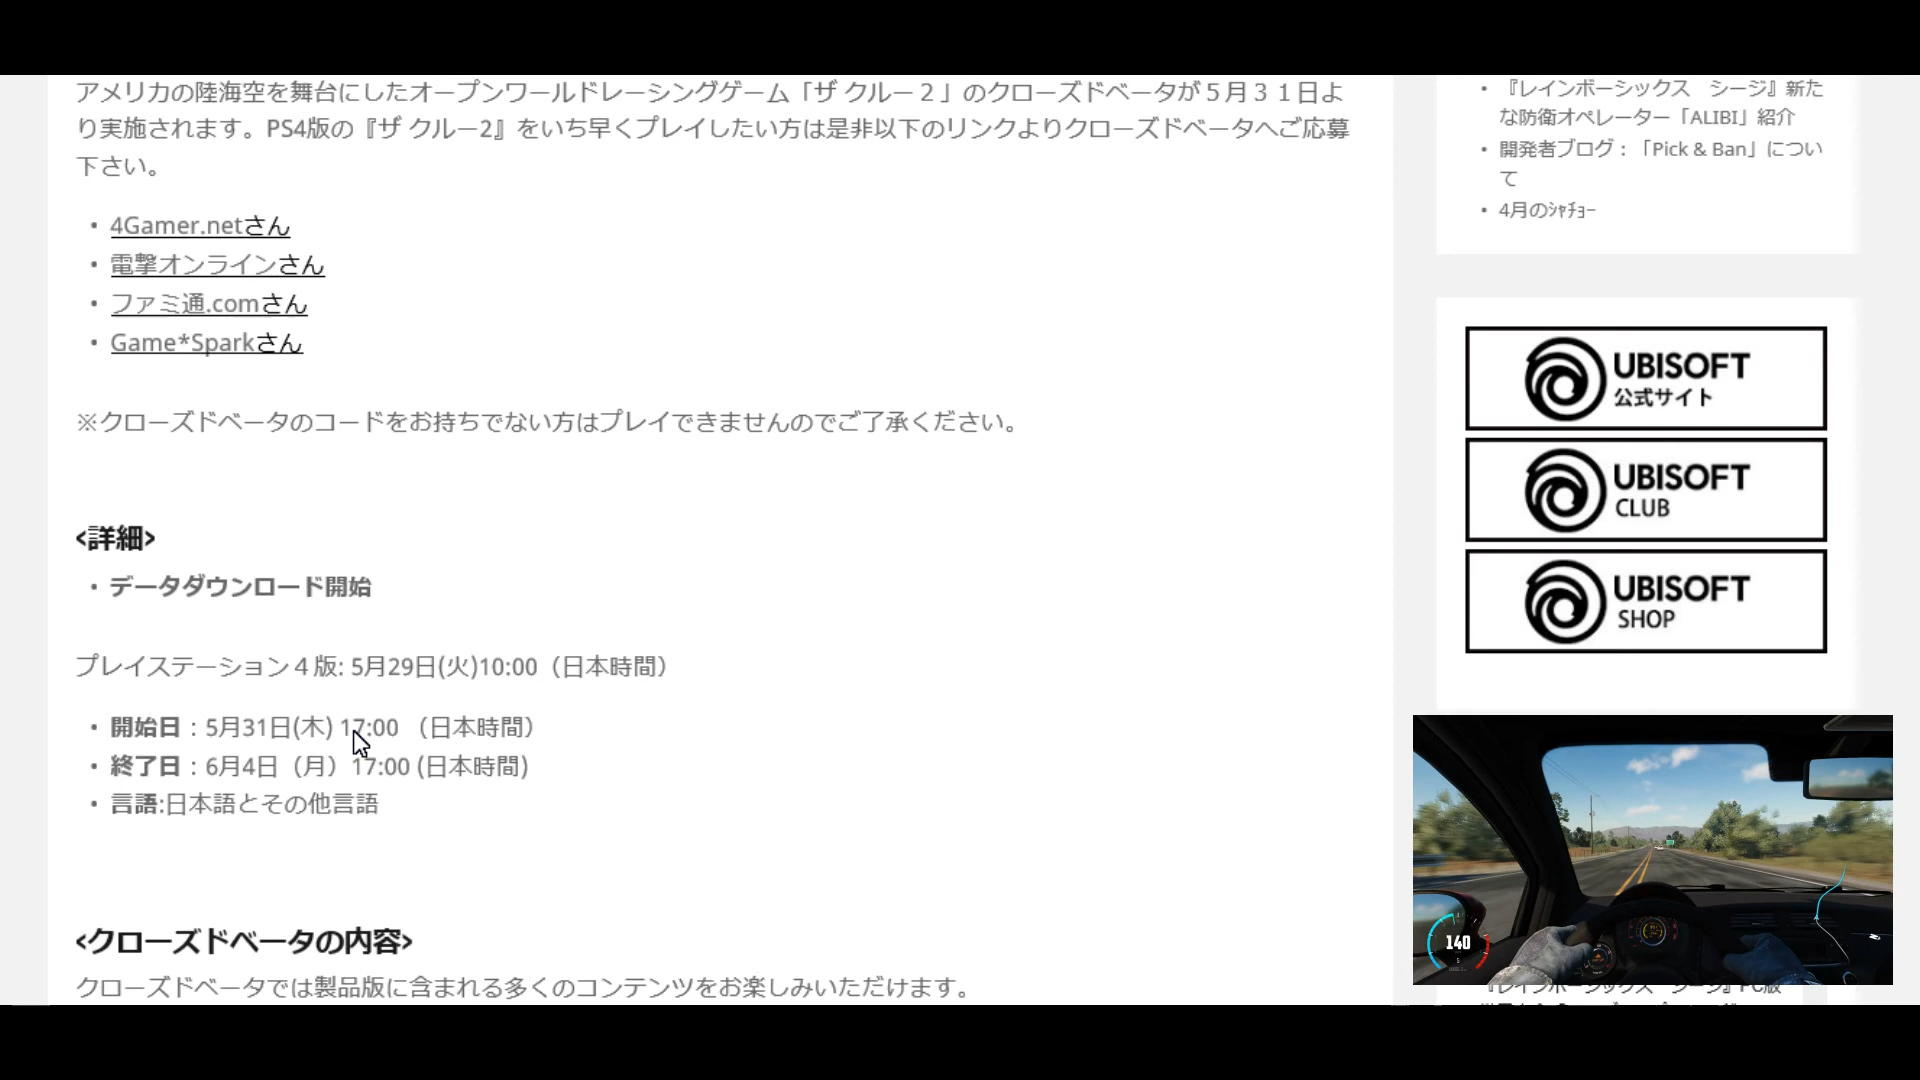 アメリカの陸海空を舞台にしたオープンワールドレーシングゲーム「ザ クルー２」のクローズドベータが５月３１日よ
り実施されます。PS4版の『ザ クルー2』をいち早くプレイしたい方は是非以下のリンクよりクローズドベータへご応募
下さい。
• 4Gamer.netさん
• 電撃オンラインさん
• ファミ通.comさん
• Game*Sparkさん
※クローズドベータのコードをお持ちでない方はプレイできませんのでご了承ください。
<詳細>
• データダウンロード開始
プレイステーション４版: 5月29日(火)10:00（日本時間）
• 開始日：5月31日(木) 17:00 （日本時間）
• 終了日：6月4日（月）17:00 (日本時間)
• 言語:日本語とその他言語
<クローズドベータの内容>
クローズドベータでは製品版に含まれる多くのコンテンツをお楽しみいただけます。
• 『レインボーシックス　シージ』新た
な防衛オペレーター「ALIBI」紹介
• 開発者ブログ：「Pick & Ban」につい
て
• 4月のｼｬﾁｮｰ
UBISOFT
公式サイト
UBISOFT
CLUB
UBISOFT
SHOP
140
『レインボーシックス　シージ』PC版